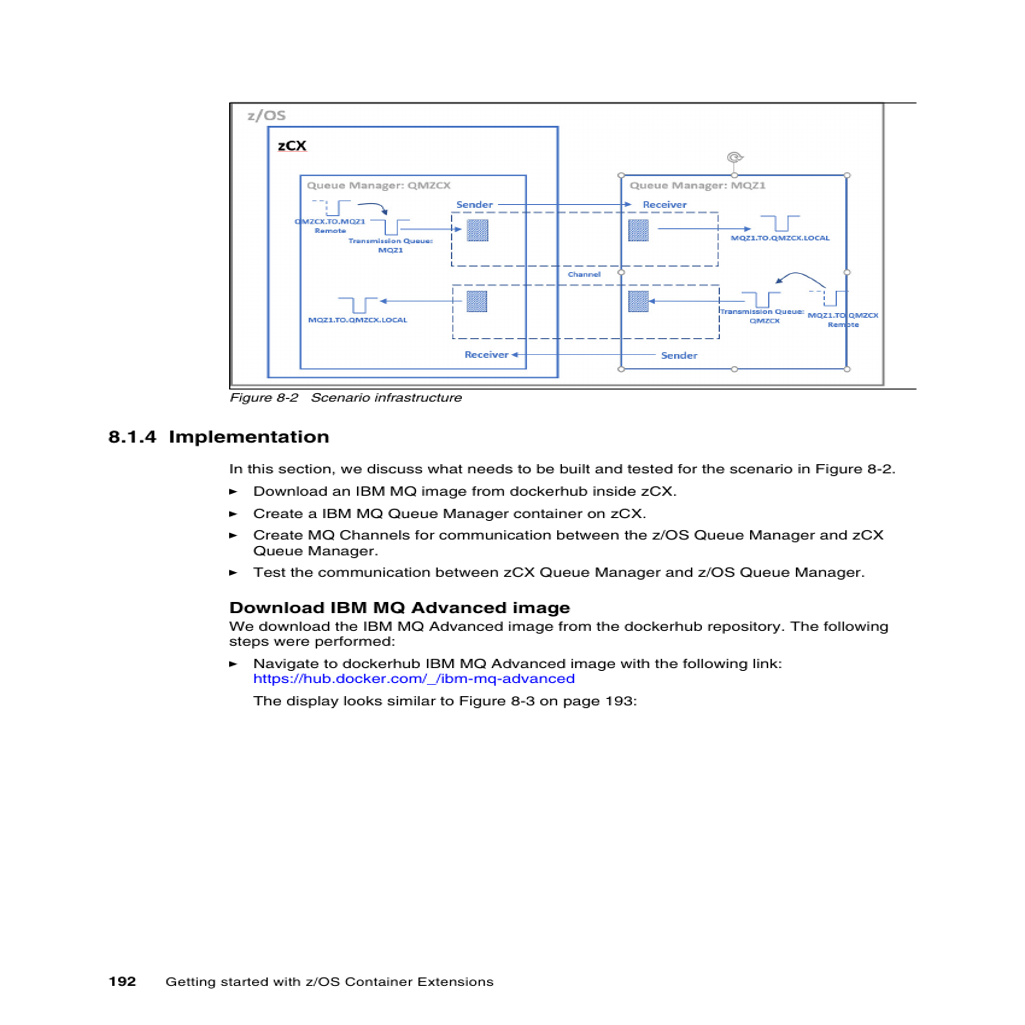 z/OS
zCX
Queue Manager: QMZCX
Queue Manager: MQZ1
Sender
Receiver
QMZCX.TO.MQZ1
Remote
Transmission Queue:
MQZ1
MQZ1.TO.QMZCX.LOCAL
Channel
MQZ1.TO.QMZCX.LOCAL
Transmission Queue:
QMZCX
MQZ1.TO.QMZCX
Remote
Receiver
Sender
Figure 8-2 Scenario infrastructure
8.1.4 Implementation
In this section, we discuss what needs to be built and tested for the scenario in Figure 8-2.
► Download an IBM MQ image from dockerhub inside zCX.
► Create a IBM MQ Queue Manager container on zCX.
► Create MQ Channels for communication between the z/OS Queue Manager and zCX
Queue Manager.
► Test the communication between zCX Queue Manager and z/OS Queue Manager.
Download IBM MQ Advanced image
We download the IBM MQ Advanced image from the dockerhub repository. The following
steps were performed:
► Navigate to dockerhub IBM MQ Advanced image with the following link:
https://hub.docker.com/_/ibm-mq-advanced
The display looks similar to Figure 8-3 on page 193:
192 Getting started with z/OS Container Extensions